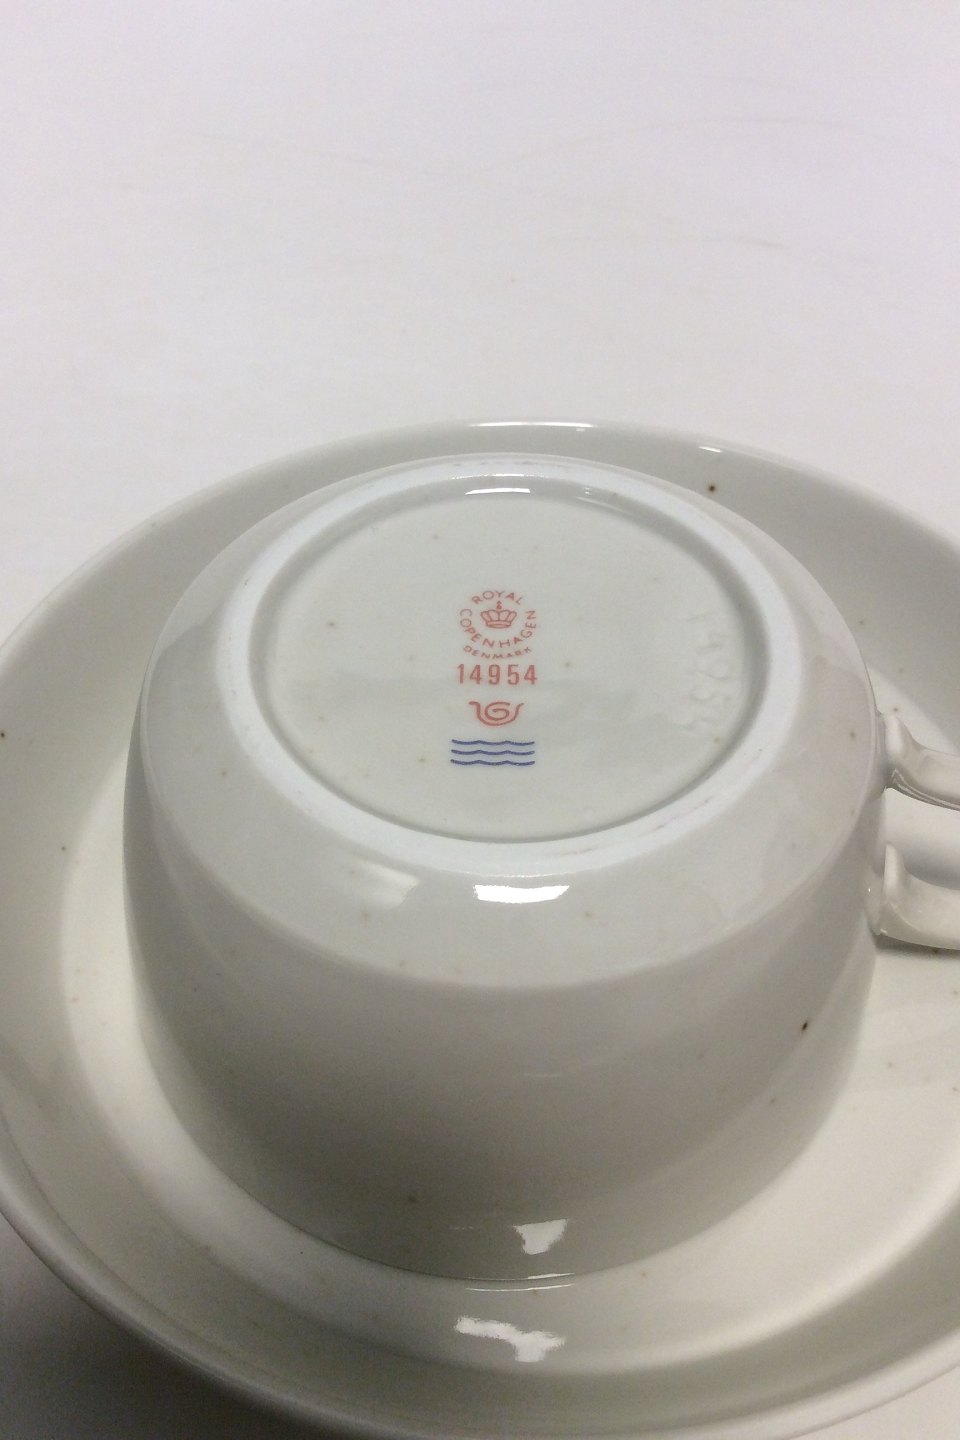 ROYAL
COPENHAGEN
DENMARK
14954